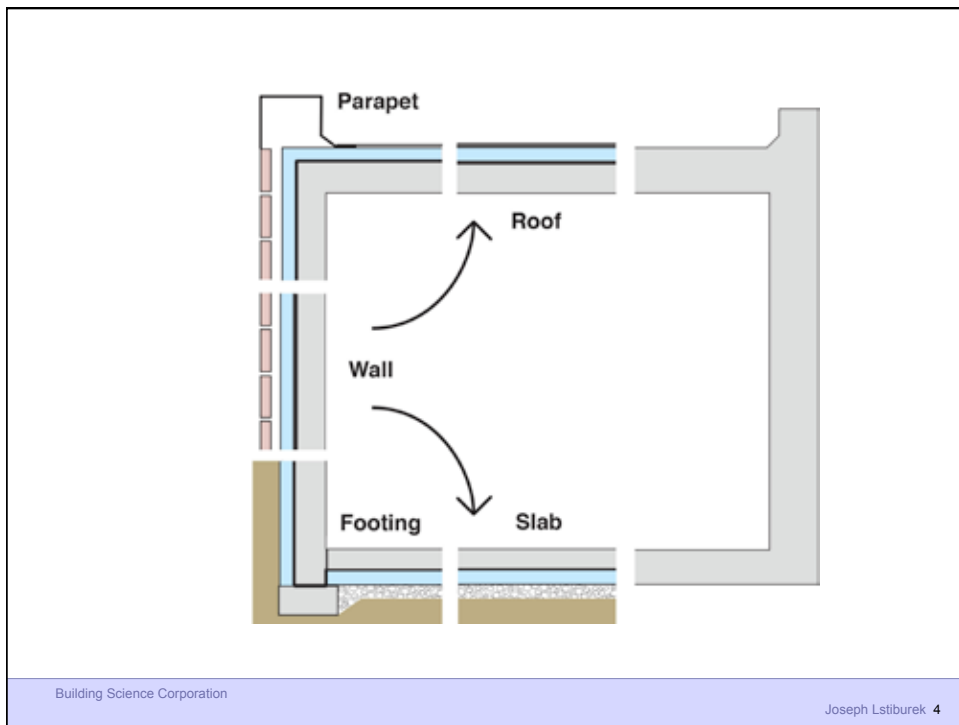 Parapet
Roof
Wall
Footing Slab
Building Science Corporation
Joseph Lstiburek 4